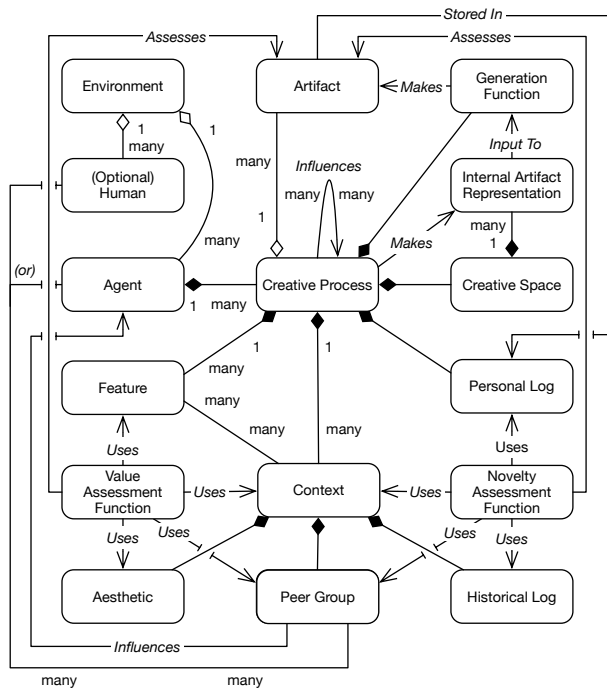 Stored In
Assesses
Assesses
Environment
Artifact
Makes
Generation
Function
1
1
many
many
Influences
Input To
(Optional)
Human
many
many
Internal Artifact
Representation
many
1
many
1
Makes
(or)
Agent
1
many
Creative Process
Creative Space
1
1
many
Feature
many
Personal Log
many
many
Uses
Uses
Value
Assessment
Function
Uses
Context
Uses
Novelty
Assessment
Function
Uses
Uses
Uses
Uses
Aesthetic
Peer Group
Historical Log
Influences
many
many